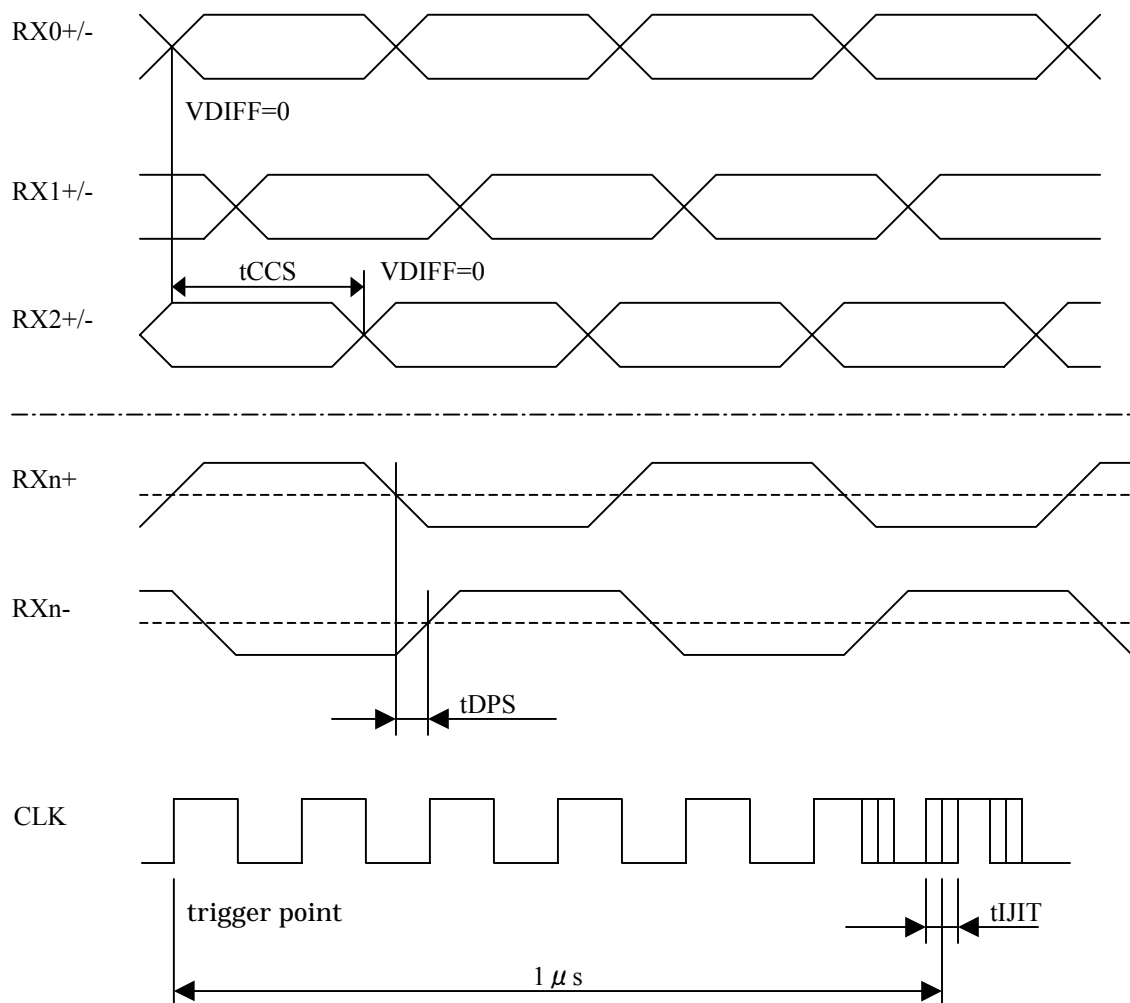 RX0+/-
VDIFF=0
RX1+/-
tCCS
VDIFF=0
RX2+/-
RXn+
RXn-
tDPS
CLK
trigger point
tIJIT
1 μ s